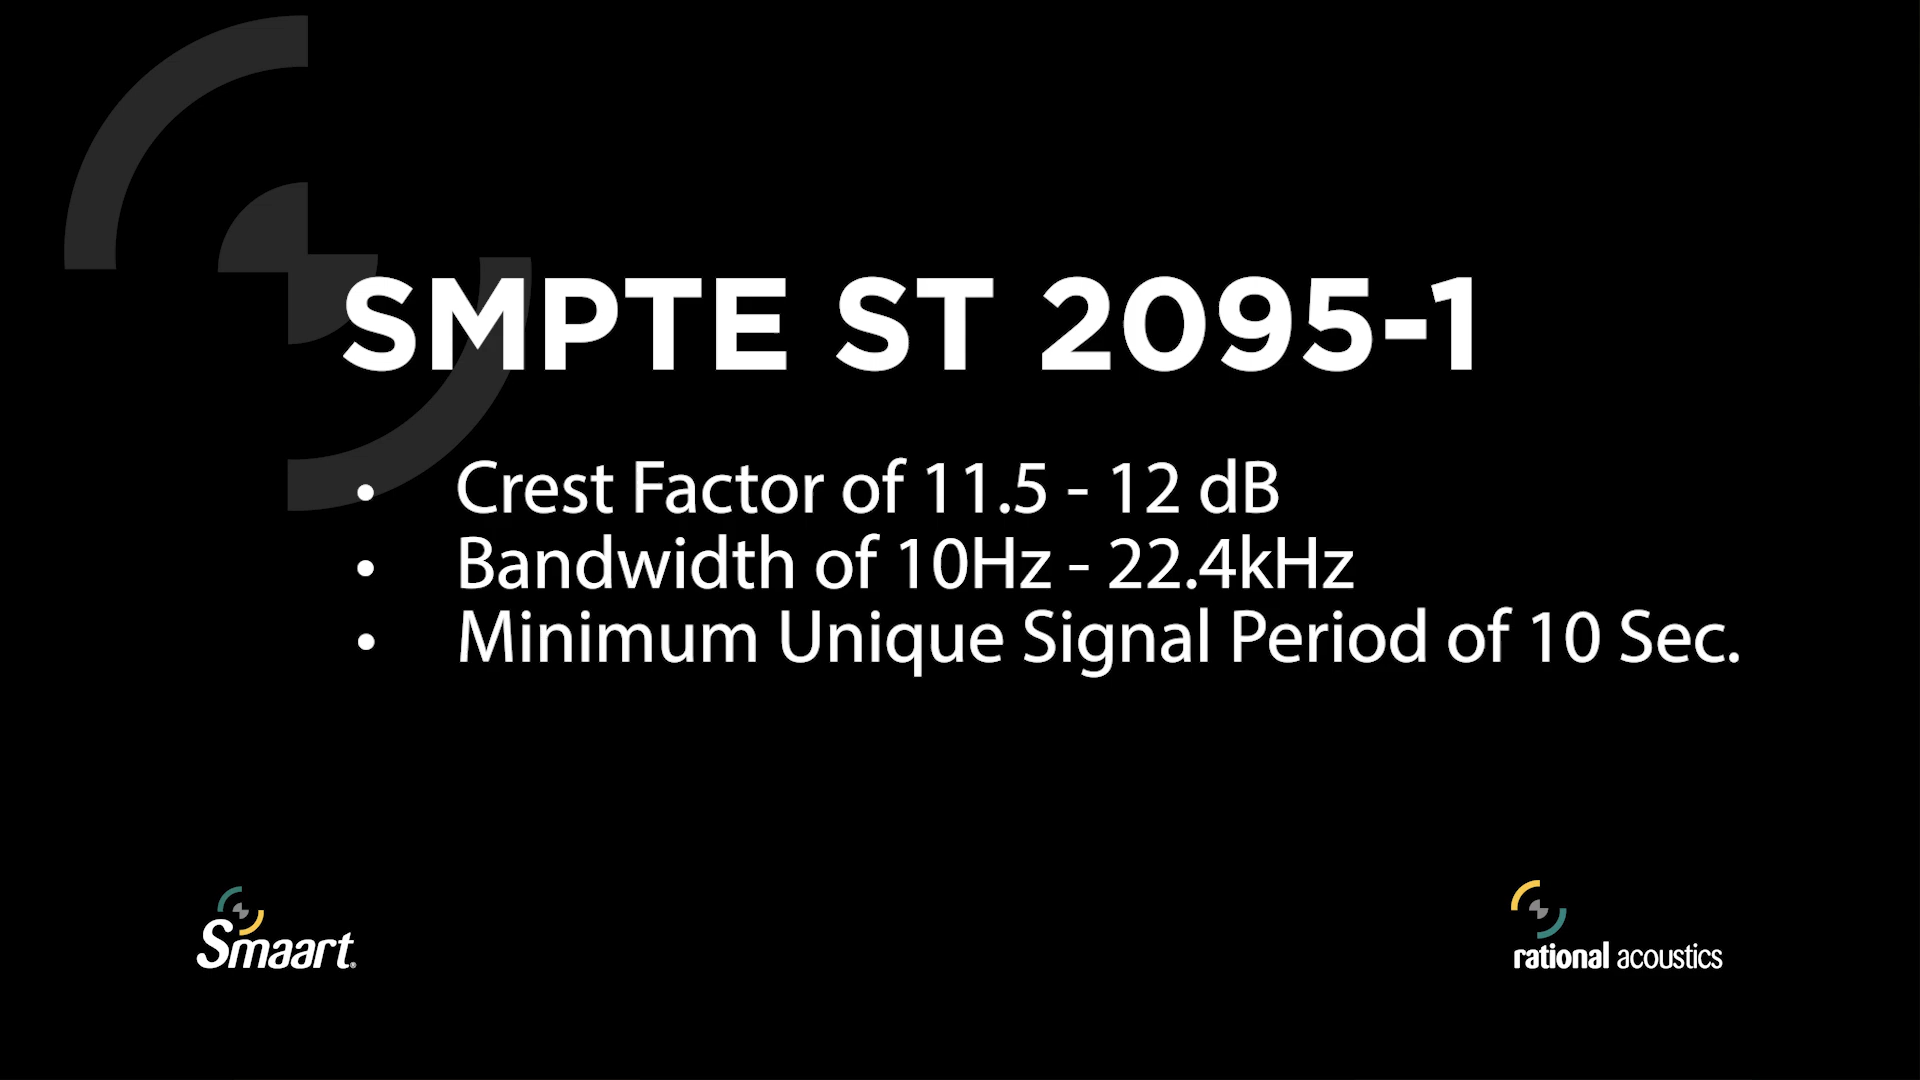 SMPTE ST 2095-1
• Crest Factor of 11.5 - 12 dB
• Bandwidth of 10Hz - 22.4kHz
• Minimum Unique Signal Period of 10 Sec.
Smaart®
rational acoustics